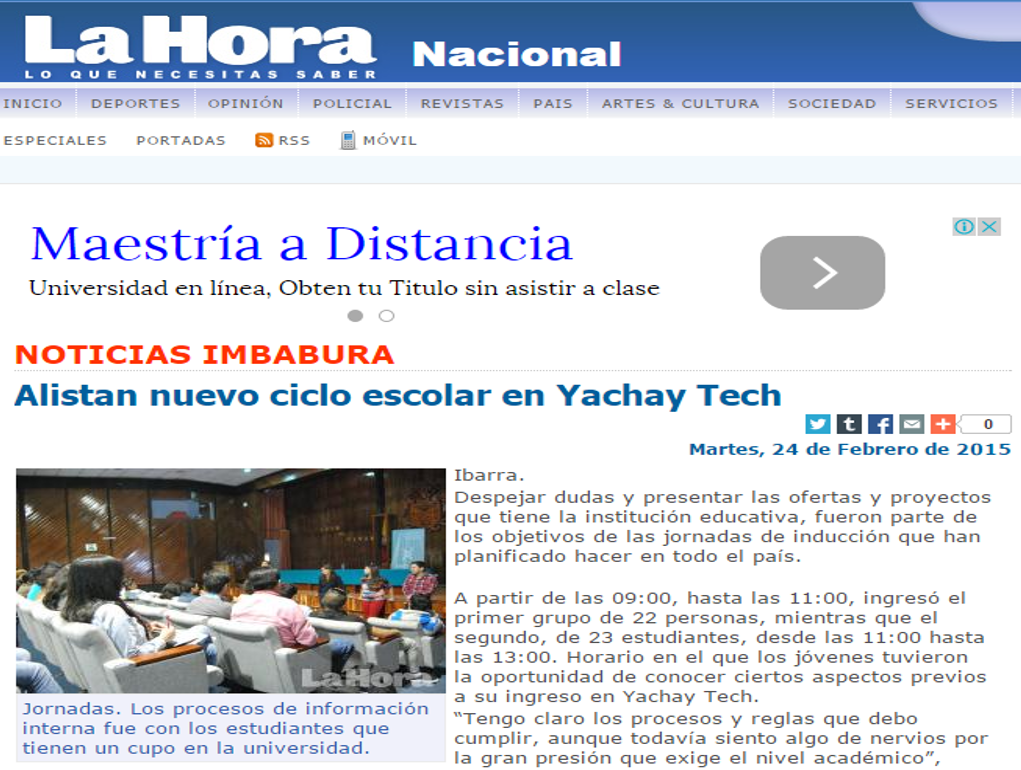 La Hora
LO QUE NECESITAS SABER
Nacional
INICIO DEPORTES OPINIÓN POLICIAL REVISTAS PAIS ARTES & CULTURA SOCIEDAD SERVICIOS
ESPECIALES PORTADAS RSS MÓVIL
Maestría a Distancia
Universidad en línea, Obten tu Titulo sin asistir a clase
NOTICIAS IMBABURA
Alistan nuevo ciclo escolar en Yachay Tech
0
Martes, 24 de Febrero de 2015
La Hora
Jornadas. Los procesos de información
interna fue con los estudiantes que
tienen un cupo en la universidad.
Ibarra.
Despejar dudas y presentar las ofertas y proyectos
que tiene la institución educativa, fueron parte de
los objetivos de las jornadas de inducción que han
planificado hacer en todo el país.
A partir de las 09:00, hasta las 11:00, ingresó el
primer grupo de 22 personas, mientras que el
segundo, de 23 estudiantes, desde las 11:00 hasta
las 13:00. Horario en el que los jóvenes tuvieron
la oportunidad de conocer ciertos aspectos previos
a su ingreso en Yachay Tech.
“Tengo claro los procesos y reglas que debo
cumplir, aunque todavía siento algo de nervios por
la gran presión que exige el nivel académico”,